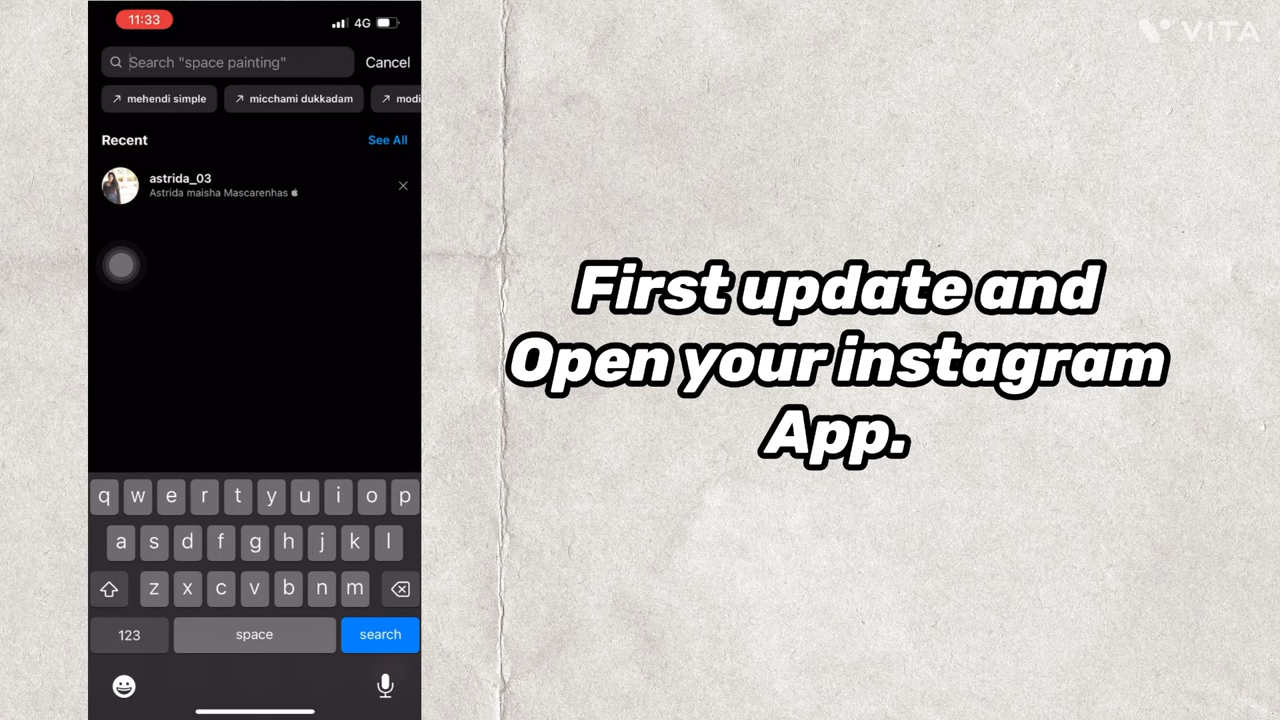 11:33
4G
Search "space painting"
Cancel
mehendi simple
micchami dukkadam
modi
Recent
See All
astrida_03
Astrida maisha Mascarenhas
q w e r t y u i o p
a s d f g h j k l
z x c v b n m
123
space
search
VITA
First update and
Open your instagram
App.